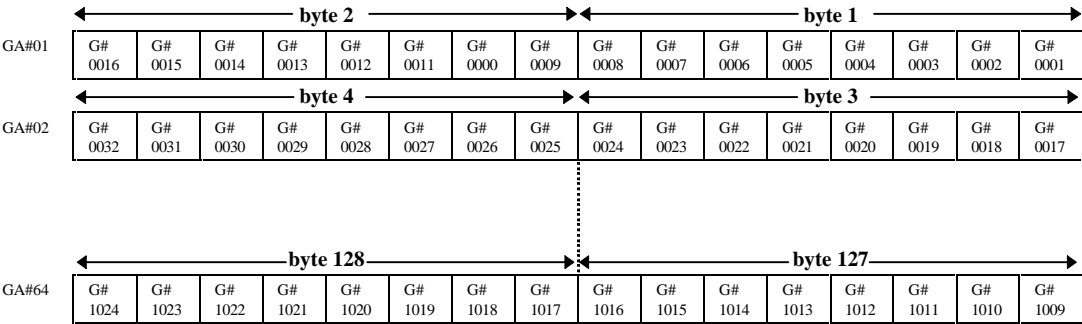 byte 2 byte 1
GA#01 G# G# G# G# G# G# G# G# G# G# G# G# G# G# G# G#
0016 0015 0014 0013 0012 0011 0000 0009 0008 0007 0006 0005 0004 0003 0002 0001
byte 4 byte 3
GA#02 G# G# G# G# G# G# G# G# G# G# G# G# G# G# G# G#
0032 0031 0030 0029 0028 0027 0026 0025 0024 0023 0022 0021 0020 0019 0018 0017
byte 128 byte 127
GA#64 G# G# G# G# G# G# G# G# G# G# G# G# G# G# G# G#
1024 1023 1022 1021 1020 1019 1018 1017 1016 1015 1014 1013 1012 1011 1010 1009